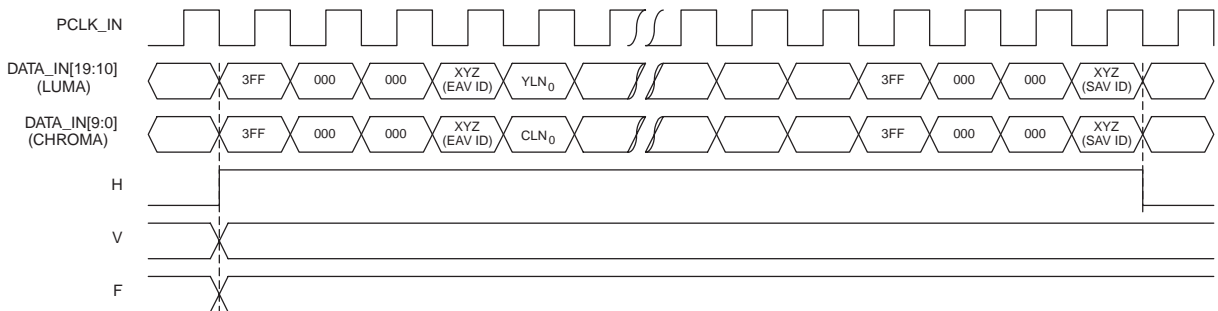 PCLK_IN
DATA_IN[19:10]
(LUMA)
3FF 000 000 XYZ (EAV ID) YLN0 3FF 000 000 XYZ (SAV ID)
DATA_IN[9:0]
(CHROMA)
3FF 000 000 XYZ (EAV ID) CLN0 3FF 000 000 XYZ (SAV ID)
H
V
F